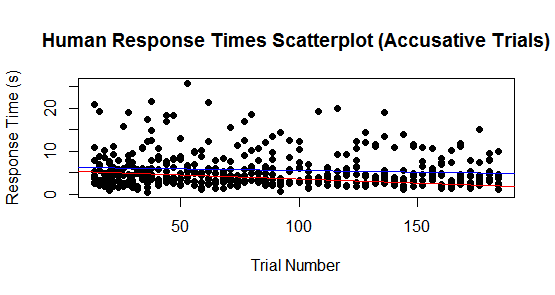 Human Response Times Scatterplot (Accusative Trials)
Response Time (s)
20
10
0
50
100
150
Trial Number